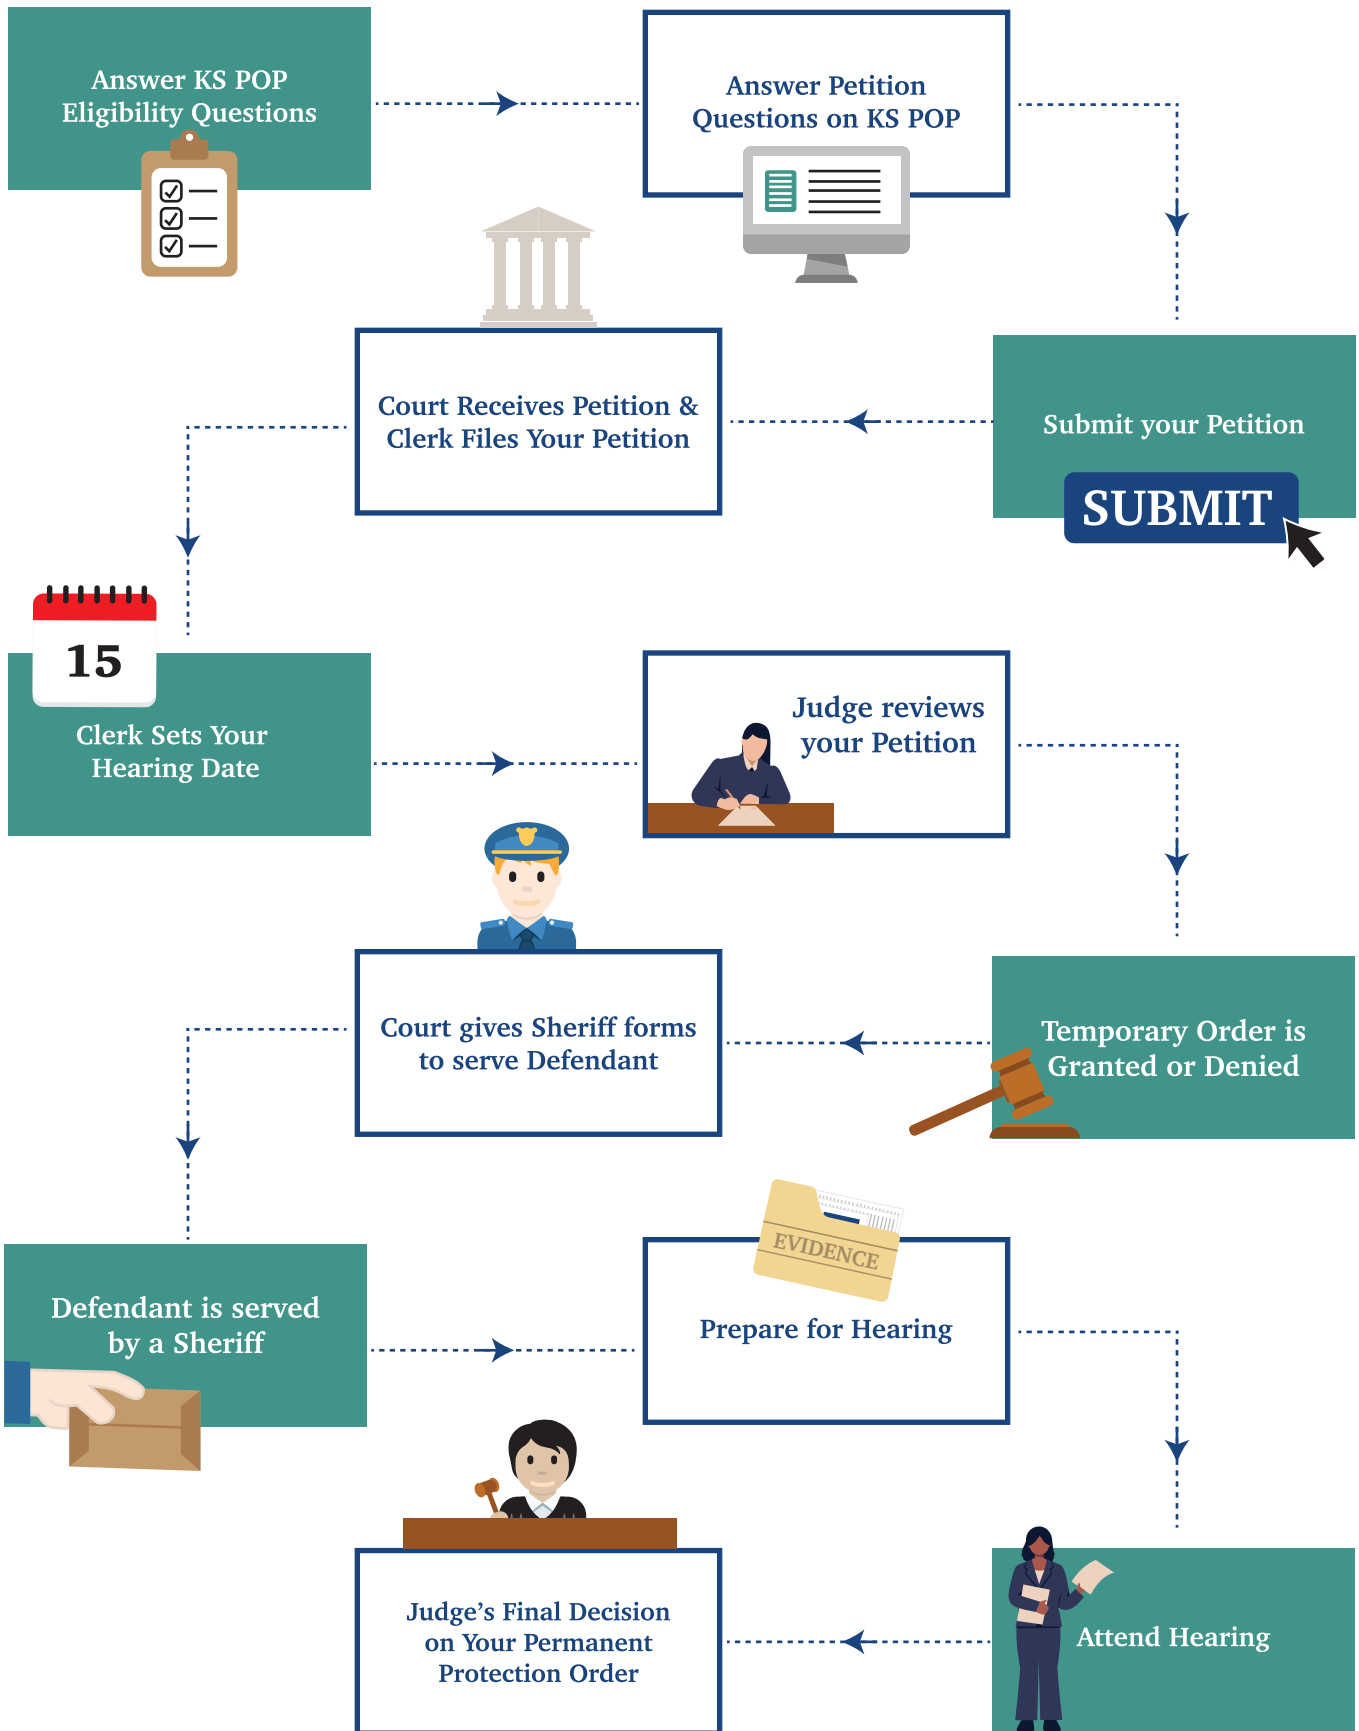 Answer KS POP
Eligibility Questions
Answer Petition
Questions on KS POP
Submit your Petition
SUBMIT
Court Receives Petition &
Clerk Files Your Petition
15
Clerk Sets Your
Hearing Date
Judge reviews
your Petition
Temporary Order is
Granted or Denied
Court gives Sheriff forms
to serve Defendant
Defendant is served
by a Sheriff
EVIDENCE
Prepare for Hearing
Attend Hearing
Judge’s Final Decision
on Your Permanent
Protection Order